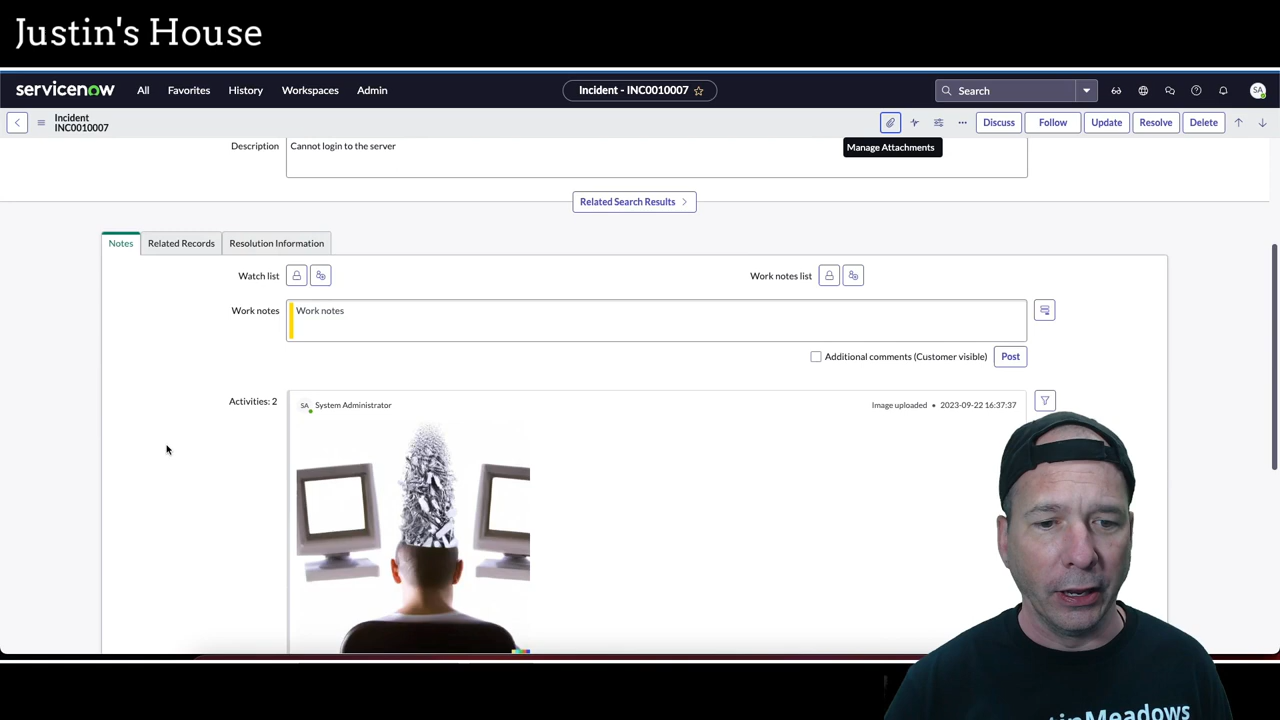 Justin's House
servicenow All Favorites History Workspaces Admin Incident - INC0010007 Search SA
Incident
INC0010007
Discuss Follow Update Resolve Delete
Manage Attachments
Description Cannot login to the server
Related Search Results
Notes Related Records Resolution Information
Watch list Work notes list
Work notes Work notes
Additional comments (Customer visible) Post
Activities: 2 SA System Administrator Image uploaded • 2023-09-22 16:37:37
tinMeadows